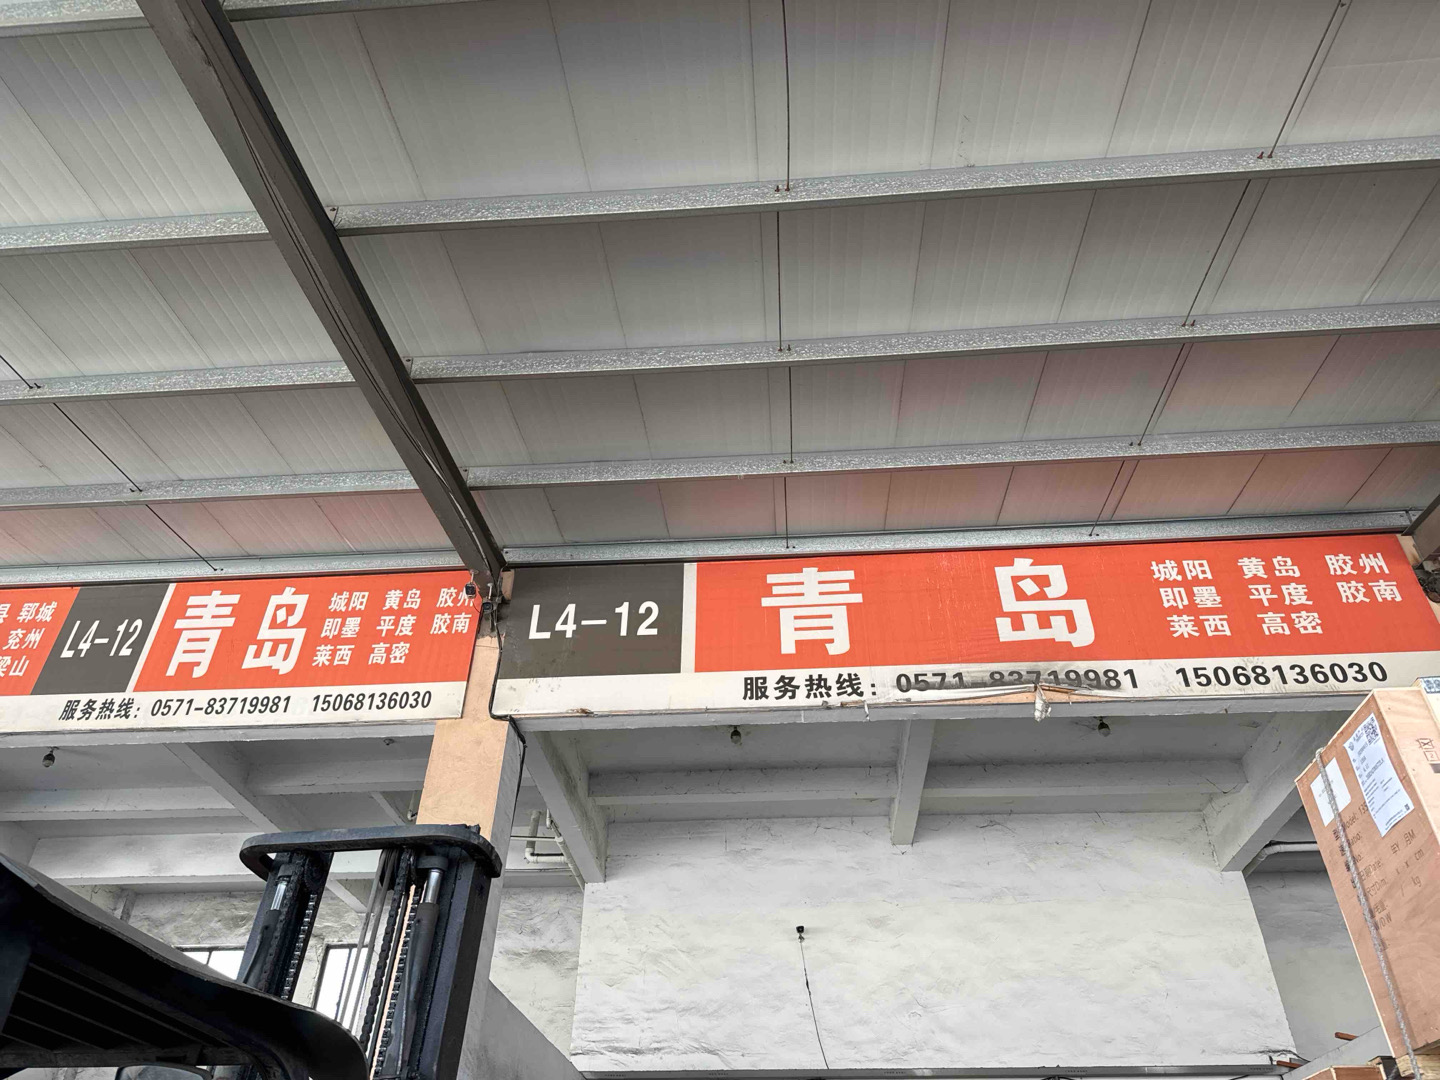 县 郓城
兖州
梁山
L4-12
青岛
城阳 黄岛 胶州
即墨 平度 胶南
莱西 高密
服务热线: 0571-83719981 15068136030
L4-12
青岛
城阳 黄岛 胶州
即墨 平度 胶南
莱西 高密
服务热线: 0571-83719981 15068136030